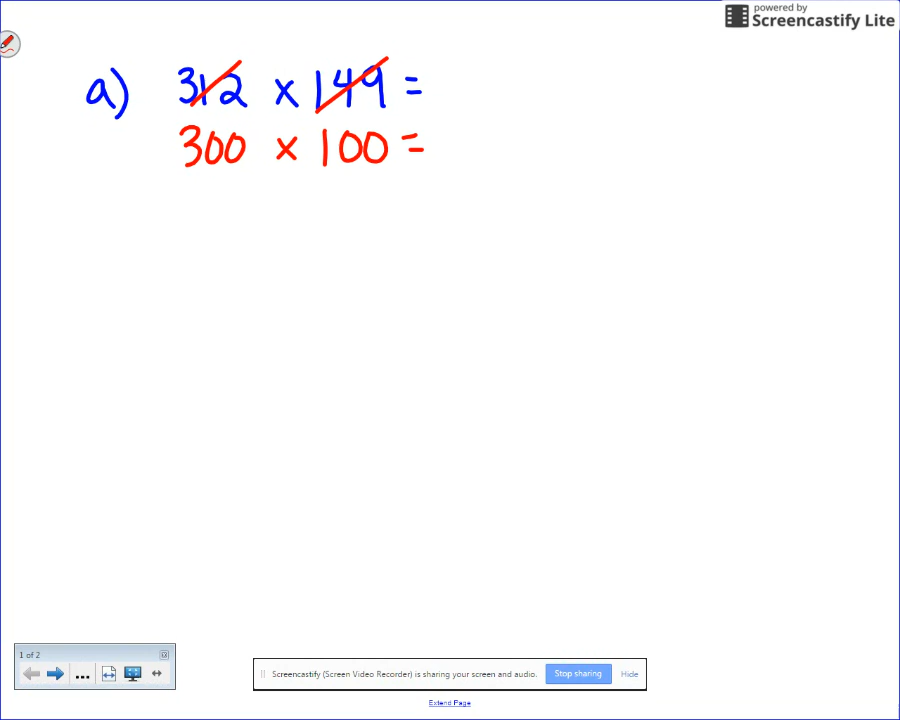 powered by
Screencastify Lite
a) 312 x 149 =
300 x 100 =
1 of 2
...
Screencastify (Screen Video Recorder) is sharing your screen and audio.
Stop sharing
Hide
Extend Page